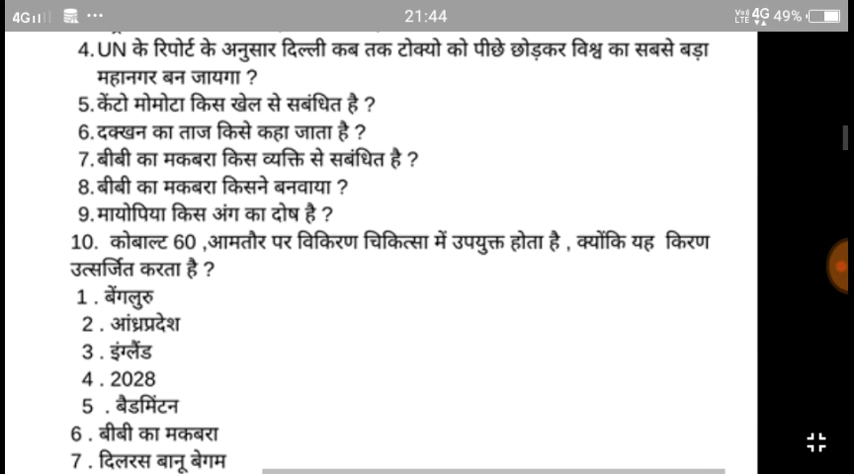 4G
21:44
VoLTE 4G 49%
4. UN के रिपोर्ट के अनुसार दिल्ली कब तक टोक्यो को पीछे छोड़कर विश्व का सबसे बड़ा
महानगर बन जायगा ?
5. केंटो मोमोटा किस खेल से सबंधित है ?
6. दक्खन का ताज किसे कहा जाता है ?
7. बीबी का मकबरा किस व्यक्ति से सबंधित है ?
8. बीबी का मकबरा किसने बनवाया ?
9. मायोपिया किस अंग का दोष है ?
10. कोबाल्ट 60 ,आमतौर पर विकिरण चिकित्सा में उपयुक्त होता है , क्योंकि यह किरण
उत्सर्जित करता है ?
1 . बेंगलुरु
2 . आंध्रप्रदेश
3 . इंग्लैंड
4 . 2028
5 . बैडमिंटन
6 . बीबी का मकबरा
7 . दिलरस बानू बेगम